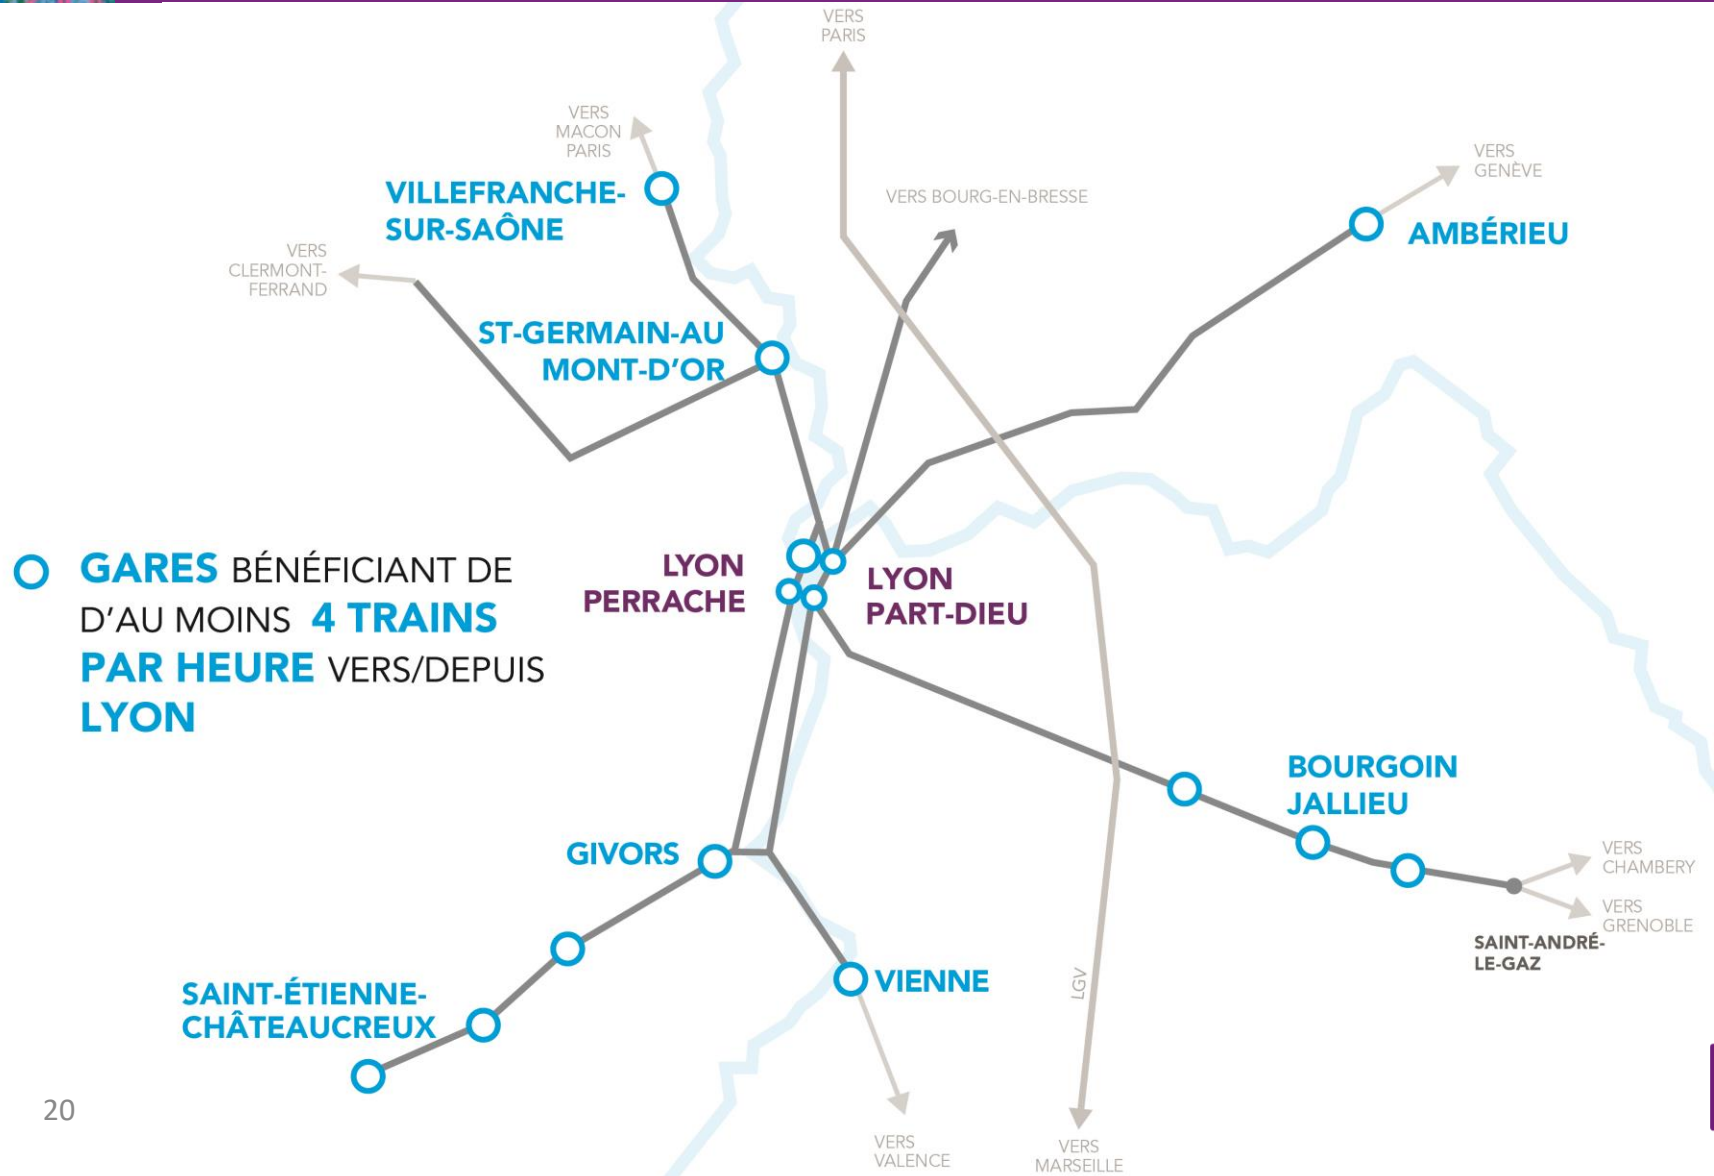 VERS
PARIS
VERS
MACON
PARIS
VERS
GENÈVE
VILLEFRANCHE-
SUR-SAÔNE
VERS BOURG-EN-BRESSE
AMBÉRIEU
VERS
CLERMONT-
FERRAND
ST-GERMAIN-AU
MONT-D'OR
GARES BÉNÉFICIANT DE
D'AU MOINS 4 TRAINS
PAR HEURE VERS/DEPUIS
LYON
LYON
PERRACHE
LYON
PART-DIEU
BOURGOIN
JALLIEU
GIVORS
VERS
CHAMBERY
VERS
GRENOBLE
SAINT-ANDRÉ-
LE-GAZ
VIENNE
LGV
SAINT-ÉTIENNE-
CHÂTEAUCREUX
20
VERS
VALENCE
VERS
MARSEILLE